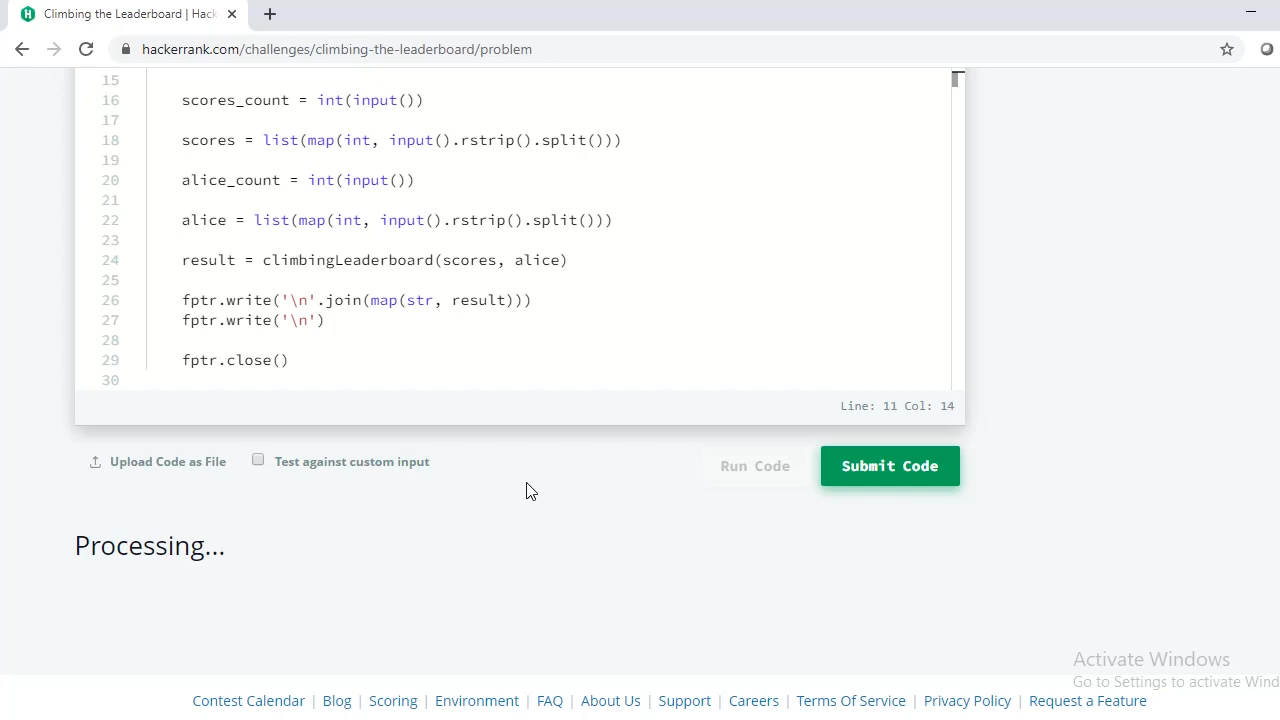 Climbing the Leaderboard | Hack
hackerrank.com/challenges/climbing-the-leaderboard/problem
15
16 scores_count = int(input())
17
18 scores = list(map(int, input().rstrip().split()))
19
20 alice_count = int(input())
21
22 alice = list(map(int, input().rstrip().split()))
23
24 result = climbingLeaderboard(scores, alice)
25
26 fptr.write('\n'.join(map(str, result)))
27 fptr.write('\n')
28
29 fptr.close()
30
Line: 11 Col: 14
Upload Code as File Test against custom input Run Code Submit Code
Processing...
Activate Windows
Go to Settings to activate Wind
Contest Calendar | Blog | Scoring | Environment | FAQ | About Us | Support | Careers | Terms Of Service | Privacy Policy | Request a Feature